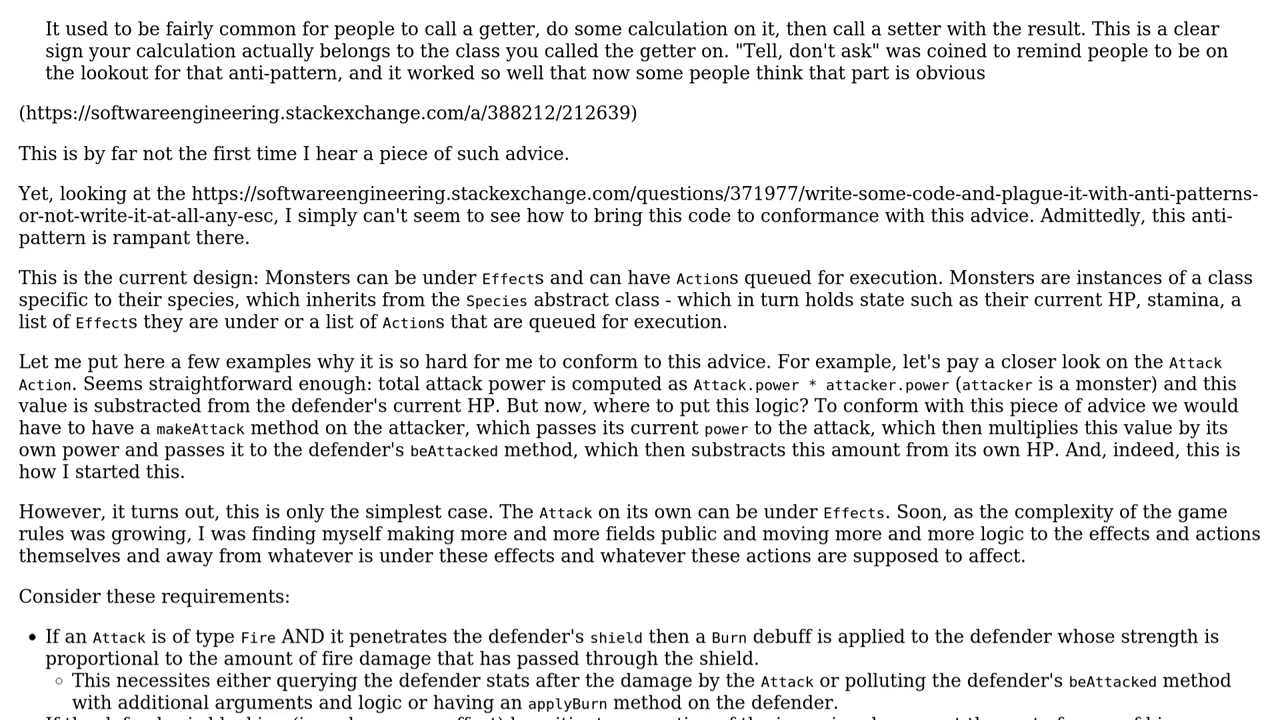 It used to be fairly common for people to call a getter, do some calculation on it, then call a setter with the result. This is a clear
sign your calculation actually belongs to the class you called the getter on. "Tell, don't ask" was coined to remind people to be on
the lookout for that anti-pattern, and it worked so well that now some people think that part is obvious
(https://softwareengineering.stackexchange.com/a/388212/212639)
This is by far not the first time I hear a piece of such advice.
Yet, looking at the https://softwareengineering.stackexchange.com/questions/371977/write-some-code-and-plague-it-with-anti-patterns-
or-not-write-it-at-all-any-esc, I simply can't seem to see how to bring this code to conformance with this advice. Admittedly, this anti-
pattern is rampant there.
This is the current design: Monsters can be under Effects and can have Actions queued for execution. Monsters are instances of a class
specific to their species, which inherits from the Species abstract class - which in turn holds state such as their current HP, stamina, a
list of Effects they are under or a list of Actions that are queued for execution.
Let me put here a few examples why it is so hard for me to conform to this advice. For example, let's pay a closer look on the Attack
Action. Seems straightforward enough: total attack power is computed as Attack.power * attacker.power (attacker is a monster) and this
value is substracted from the defender's current HP. But now, where to put this logic? To conform with this piece of advice we would
have to have a makeAttack method on the attacker, which passes its current power to the attack, which then multiplies this value by its
own power and passes it to the defender's beAttacked method, which then substracts this amount from its own HP. And, indeed, this is
how I started this.
However, it turns out, this is only the simplest case. The Attack on its own can be under Effects. Soon, as the complexity of the game
rules was growing, I was finding myself making more and more fields public and moving more and more logic to the effects and actions
themselves and away from whatever is under these effects and whatever these actions are supposed to affect.
Consider these requirements:
• If an Attack is of type Fire AND it penetrates the defender's shield then a Burn debuff is applied to the defender whose strength is
proportional to the amount of fire damage that has passed through the shield.
◦ This necessites either querying the defender stats after the damage by the Attack or polluting the defender's beAttacked method
with additional arguments and logic or having an applyBurn method on the defender.